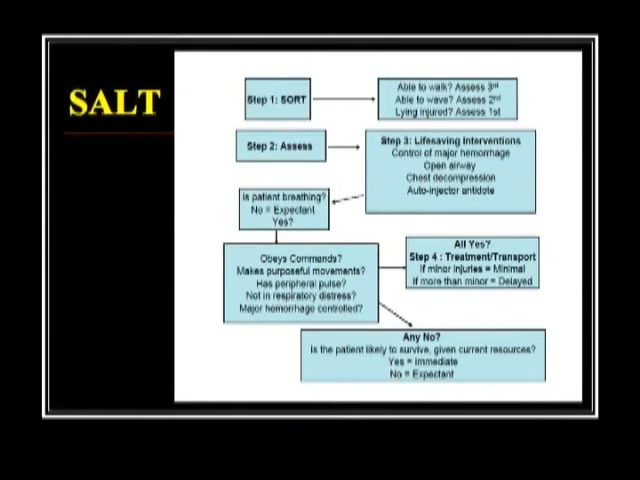 SALT
Step 1: SORT
Able to walk? Assess 3rd
Able to wave? Assess 2nd
Lying injured? Assess 1st
Step 2: Assess
Step 3: Lifesaving Interventions
Control of major hemorrhage
Open airway
Chest decompression
Auto-injector antidote
Is patient breathing?
No = Expectant
Yes?
Obeys Commands?
Makes purposeful movements?
Has peripheral pulse?
Not in respiratory distress?
Major hemorrhage controlled?
All Yes?
Step 4 : Treatment/Transport
If minor injuries = Minimal
If more than minor = Delayed
Any No?
Is the patient likely to survive, given current resources?
Yes = Immediate
No = Expectant